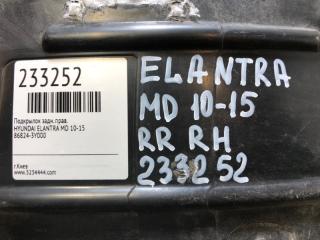 233252
Подкрылок задн. прав.
HYUNDAI ELANTRA MD 10-15
86824-3Y000
г.Киев
www.5254444.com
ELANTRA
MD 10-15
RR RH
233252